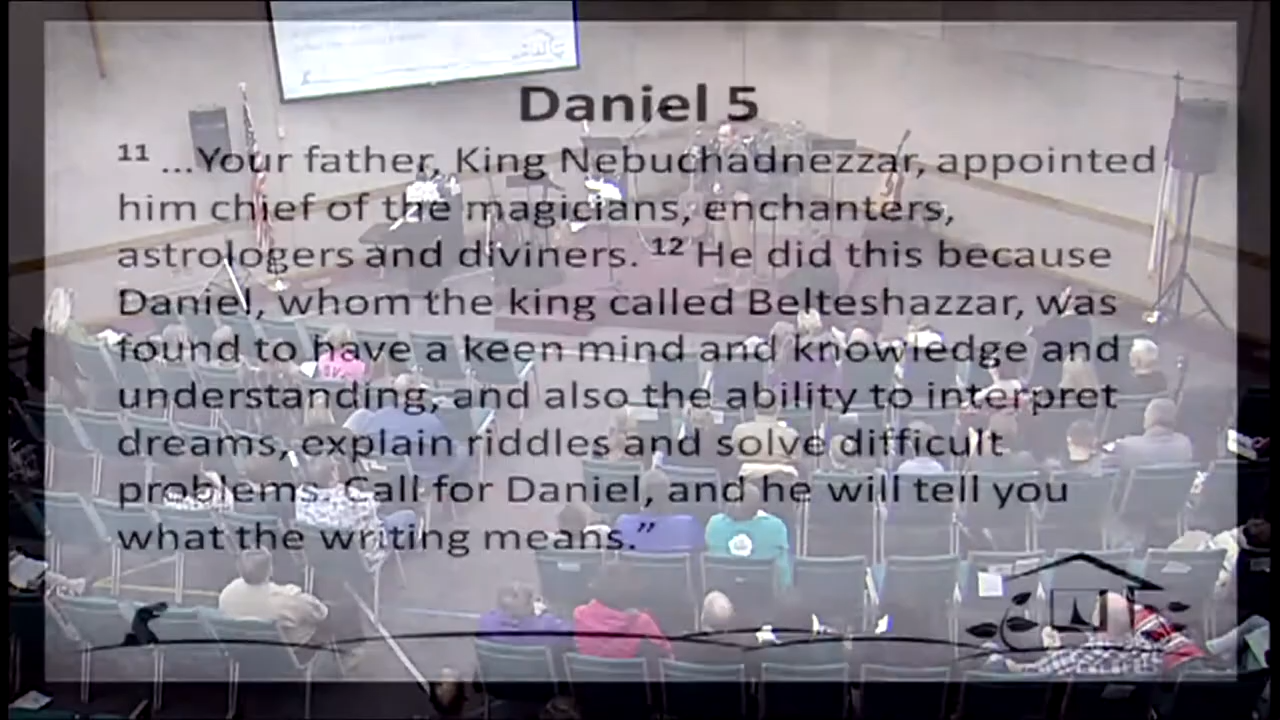 Daniel 5
11 ...Your father, King Nebuchadnezzar, appointed
him chief of the magicians, enchanters,
astrologers and diviners. 12 He did this because
Daniel, whom the king called Belteshazzar, was
found to have a keen mind and knowledge and
understanding, and also the ability to interpret
dreams, explain riddles and solve difficult
problems. Call for Daniel, and he will tell you
what the writing means.”